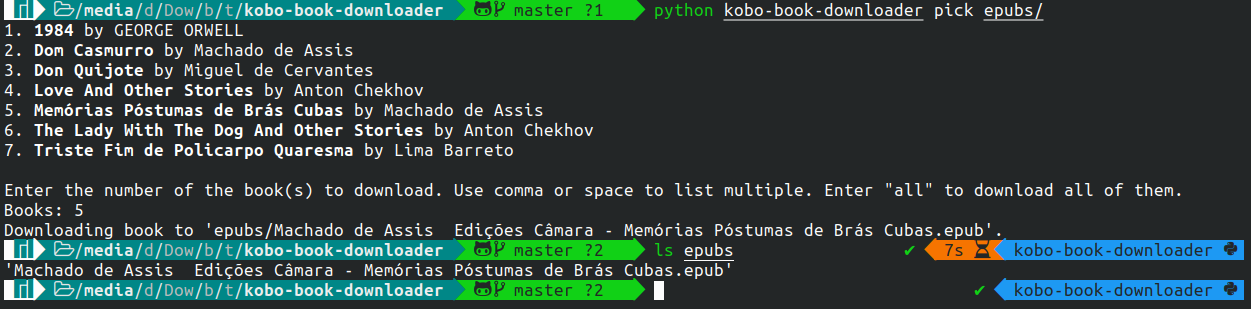 /media/d/Dow/b/t/kobo-book-downloader master ?1 python kobo-book-downloader pick epubs/
1. 1984 by GEORGE ORWELL
2. Dom Casmurro by Machado de Assis
3. Don Quijote by Miguel de Cervantes
4. Love And Other Stories by Anton Chekhov
5. Memórias Póstumas de Brás Cubas by Machado de Assis
6. The Lady With The Dog And Other Stories by Anton Chekhov
7. Triste Fim de Policarpo Quaresma by Lima Barreto
Enter the number of the book(s) to download. Use comma or space to list multiple. Enter "all" to download all of them.
Books: 5
Downloading book to 'epubs/Machado de Assis  Edições Câmara - Memórias Póstumas de Brás Cubas.epub'.
/media/d/Dow/b/t/kobo-book-downloader master ?2 ls epubs ✔ 7s kobo-book-downloader
'Machado de Assis  Edições Câmara - Memórias Póstumas de Brás Cubas.epub'
/media/d/Dow/b/t/kobo-book-downloader master ?2 ✔ kobo-book-downloader